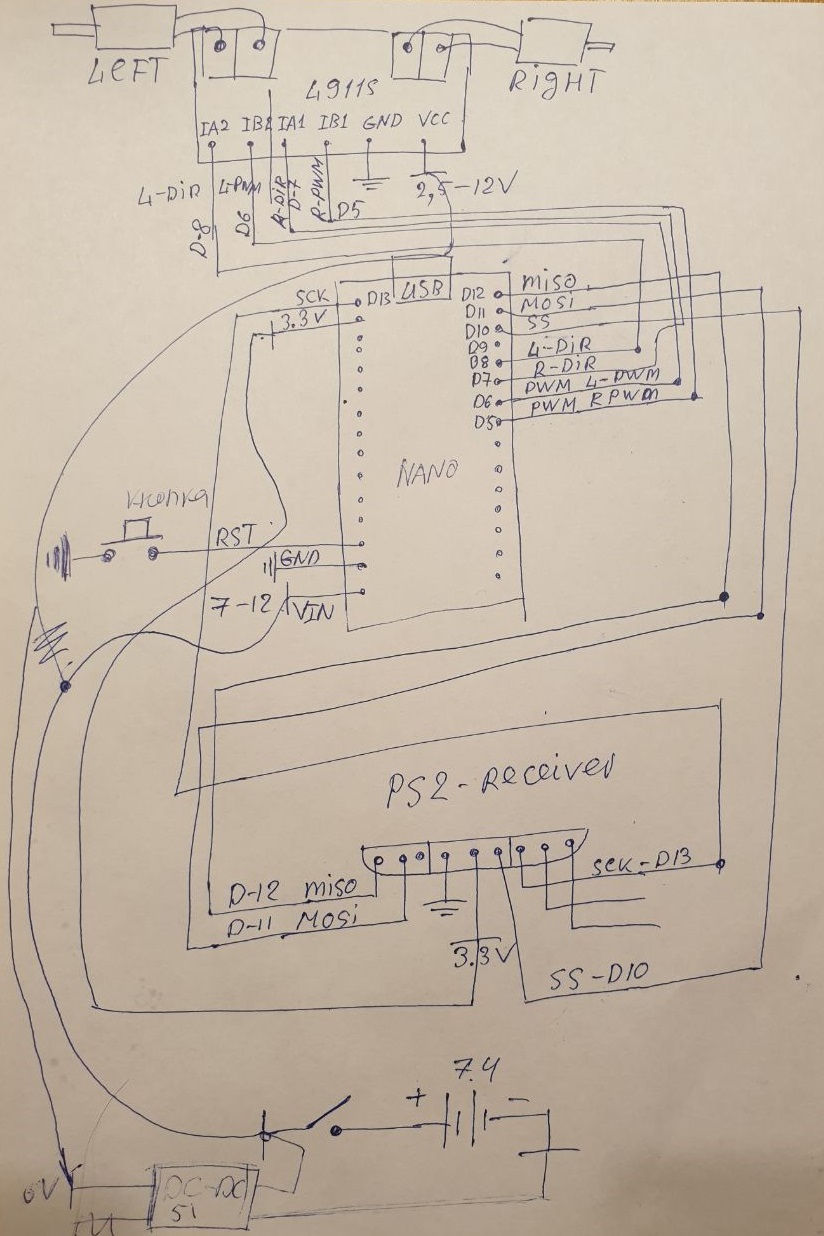 LEFT
RIGHT
L911S
IA2 IB2 IA1 IB1 GND VCC
L-DIR L-PWM R-DIR R-PWM
D-8 D6 D-7 D5
2,5-12V
SCK D13 USB D12 MISO
3.3V D11 MOSI
D10 SS
D9
D8 L-DIR
D7 R-DIR
D6 PWM L-PWM
D5 PWM RPWM
NANO
кнопка
RST
GND
7-12 VIN
PS2-Receiver
SCK-D13
D-12 MISO
D-11 MOSI
3.3V
SS-D10
7.4
+ -
DC-DC